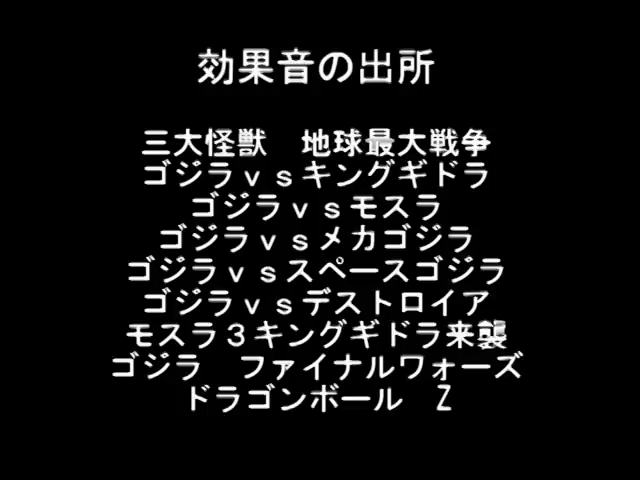 効果音の出所
三大怪獣　地球最大戦争
ゴジラｖｓキングギドラ
ゴジラｖｓモスラ
ゴジラｖｓメカゴジラ
ゴジラｖｓスペースゴジラ
ゴジラｖｓデストロイア
モスラ３キングギドラ来襲
ゴジラ　ファイナルウォーズ
ドラゴンボール　Ｚ